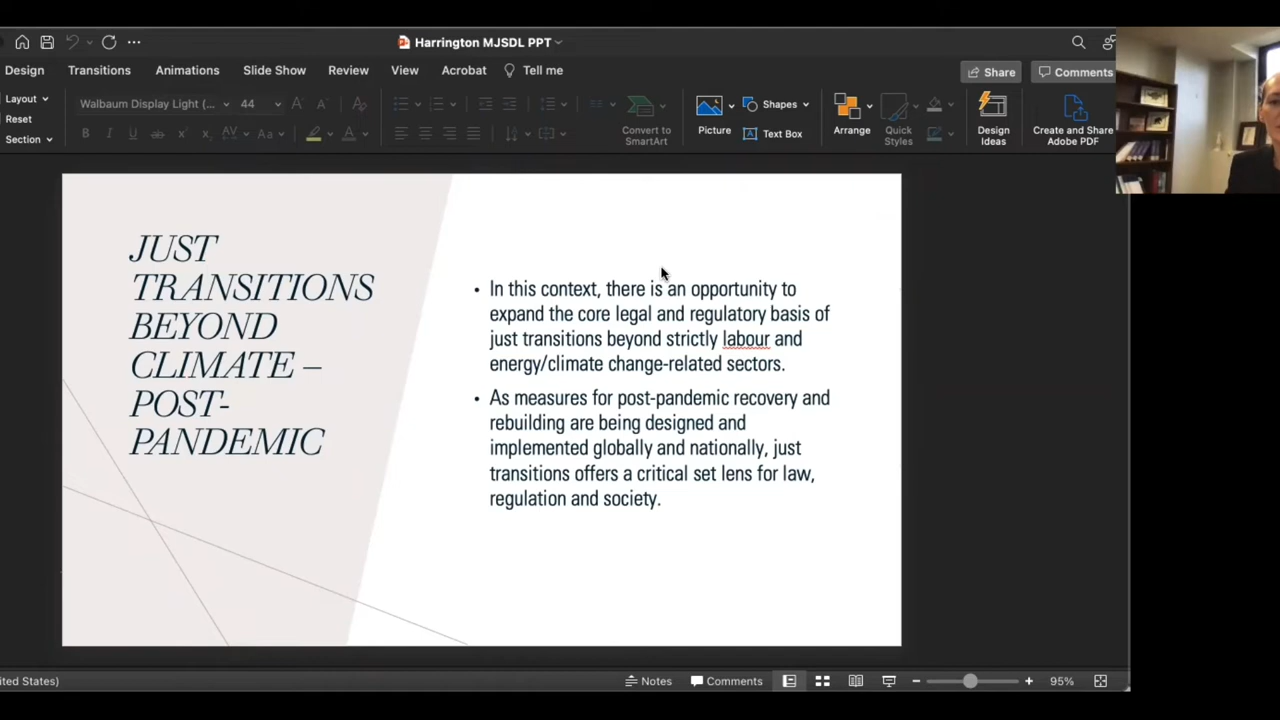 Harrington MJSDL PPT
Design Transitions Animations Slide Show Review View Acrobat Tell me Share Comments
Layout
Reset
Section
Walbaum Display Light (... 44
B I U ab x² x₂ AV Aa A
Convert to
SmartArt
Picture
Shapes
Text Box
Arrange
Quick
Styles
Design
Ideas
Create and Share
Adobe PDF
JUST
TRANSITIONS
BEYOND
CLIMATE –
POST-
PANDEMIC
• In this context, there is an opportunity to
expand the core legal and regulatory basis of
just transitions beyond strictly labour and
energy/climate change-related sectors.
• As measures for post-pandemic recovery and
rebuilding are being designed and
implemented globally and nationally, just
transitions offers a critical set lens for law,
regulation and society.
ited States) Notes Comments 95%